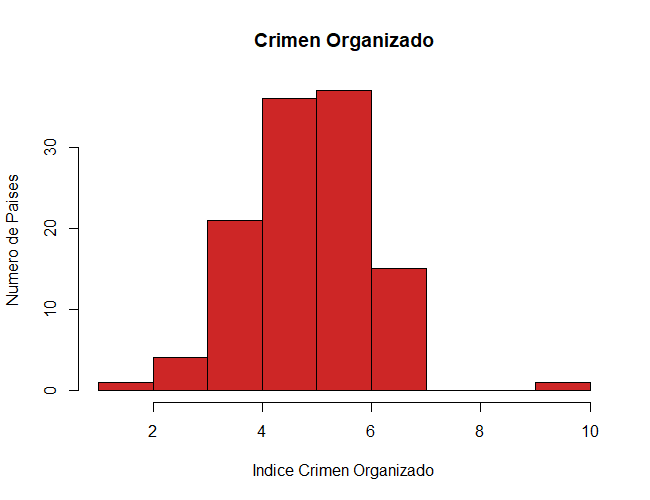 Crimen Organizado
Numero de Paises
30
20
10
0
2 4 6 8 10
Indice Crimen Organizado